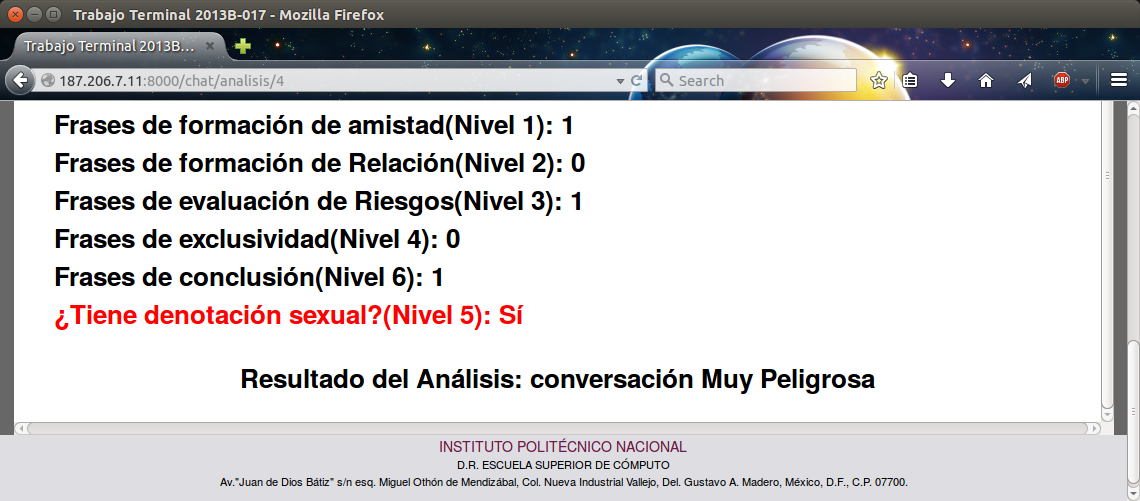 Trabajo Terminal 2013B-017 - Mozilla Firefox
Trabajo Terminal 2013B...
187.206.7.11:8000/chat/analisis/4
Search
ABP
Frases de formación de amistad(Nivel 1): 1
Frases de formación de Relación(Nivel 2): 0
Frases de evaluación de Riesgos(Nivel 3): 1
Frases de exclusividad(Nivel 4): 0
Frases de conclusión(Nivel 6): 1
¿Tiene denotación sexual?(Nivel 5): Sí
Resultado del Análisis: conversación Muy Peligrosa
INSTITUTO POLITÉCNICO NACIONAL
D.R. ESCUELA SUPERIOR DE CÓMPUTO
Av."Juan de Dios Bátiz" s/n esq. Miguel Othón de Mendizábal, Col. Nueva Industrial Vallejo, Del. Gustavo A. Madero, México, D.F., C.P. 07700.